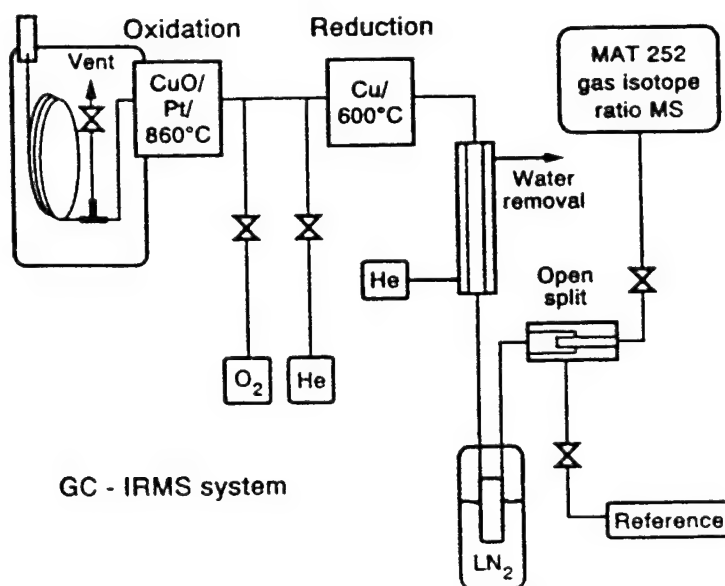 Oxidation
Reduction
Vent
CuO/
Pt/
860°C
Cu/
600°C
MAT 252
gas isotope
ratio MS
Water
removal
He
Open
split
O₂
He
GC - IRMS system
LN₂
Reference